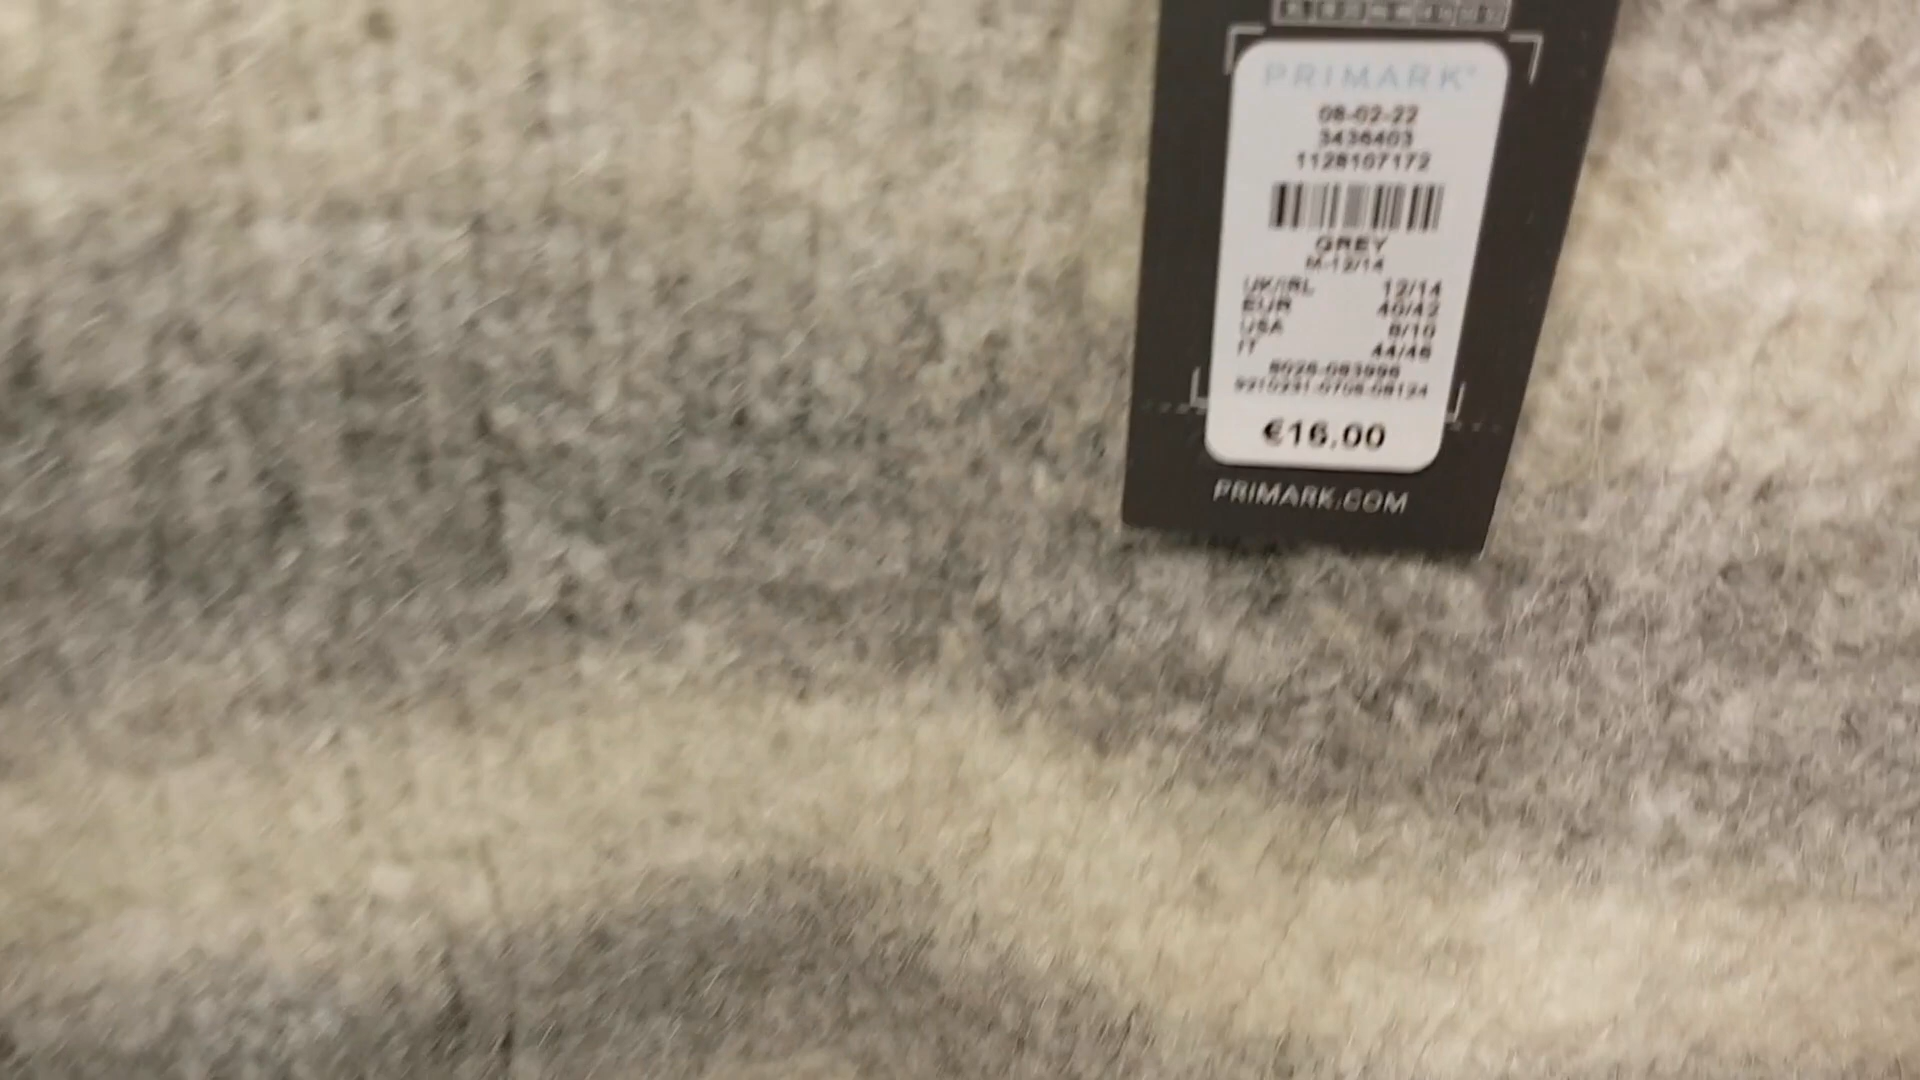 PRIMARK
08-02-22
3436403
1128107172
GREY
M-12/14
UK/IRL 12/14
EUR 40/42
USA 8/10
IT 44/46
€16.00
PRIMARK.COM